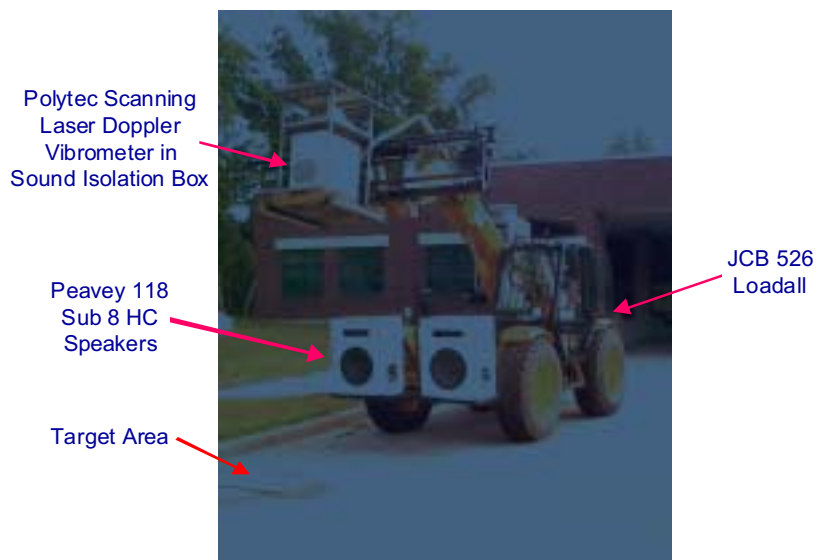 Polytec Scanning
Laser Doppler
Vibrometer in
Sound Isolation Box
Peavey 118
Sub 8 HC
Speakers
Target Area
JCB 526
Loadall